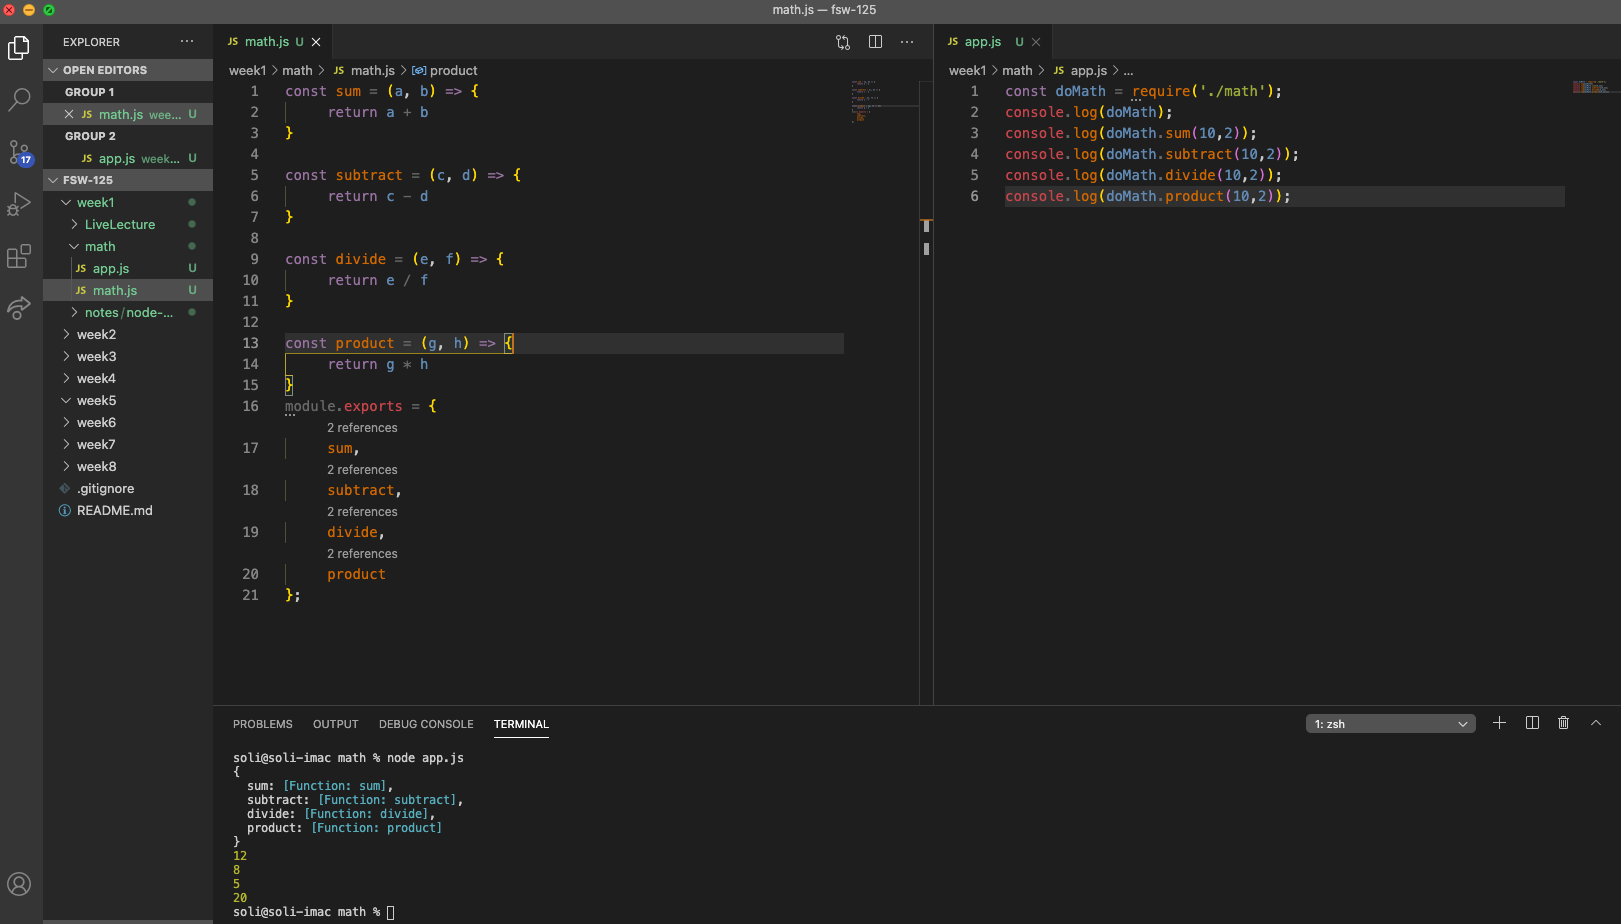 math.js — fsw-125
EXPLORER
OPEN EDITORS
GROUP 1
JS math.js wee... U
GROUP 2
JS app.js week... U
FSW-125
week1
LiveLecture
math
JS app.js U
JS math.js U
notes/node-...
week2
week3
week4
week5
week6
week7
week8
.gitignore
README.md
17
JS math.js U
week1 > math > JS math.js > product
1 const sum = (a, b) => {
2 return a + b
3 }
4
5 const subtract = (c, d) => {
6 return c - d
7 }
8
9 const divide = (e, f) => {
10 return e / f
11 }
12
13 const product = (g, h) => {
14 return g * h
15 }
16 module.exports = {
2 references
17 sum,
2 references
18 subtract,
2 references
19 divide,
2 references
20 product
21 };
JS app.js U
week1 > math > JS app.js > ...
1 const doMath = require('./math');
2 console.log(doMath);
3 console.log(doMath.sum(10,2));
4 console.log(doMath.subtract(10,2));
5 console.log(doMath.divide(10,2));
6 console.log(doMath.product(10,2));
PROBLEMS OUTPUT DEBUG CONSOLE TERMINAL
1: zsh
soli@soli-imac math % node app.js
{
sum: [Function: sum],
subtract: [Function: subtract],
divide: [Function: divide],
product: [Function: product]
}
12
8
5
20
soli@soli-imac math %